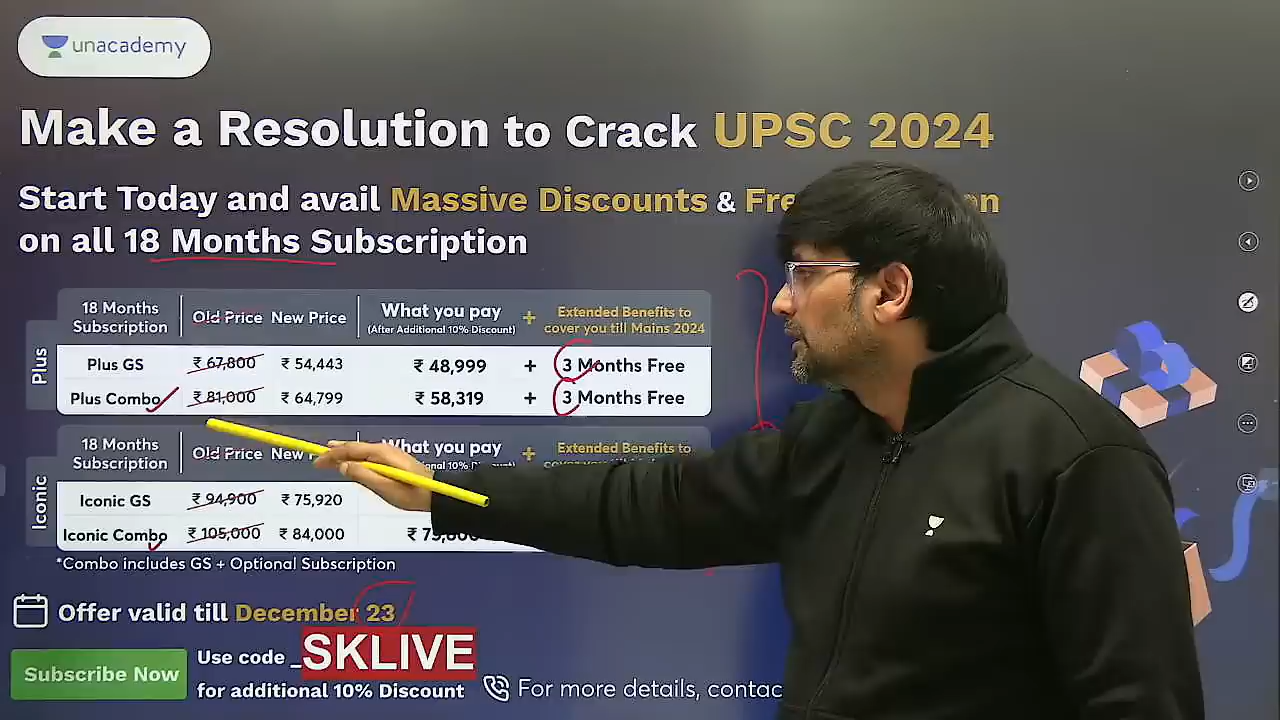 unacademy
Make a Resolution to Crack UPSC 2024
Start Today and avail Massive Discounts &
on all 18 Months Subscription
Plus
18 Months Subscription Old Price New Price What you pay (After Additional 10% Discount) + Extended Benefits to cover you till Mains 2024
Plus GS ₹ 67,800 ₹ 54,443 ₹ 48,999 + 3 Months Free
Plus Combo ₹ 81,000 ₹ 64,799 ₹ 58,319 + 3 Months Free
Iconic
18 Months Subscription Old Price New What you pay + Extended Benefits to
Iconic GS ₹ 94,900 ₹ 75,920
Iconic Combo ₹ 105,000 ₹ 84,000
*Combo includes GS + Optional Subscription
Offer valid till December 23
Subscribe Now
Use code _SKLIVE
for additional 10% Discount
For more details,